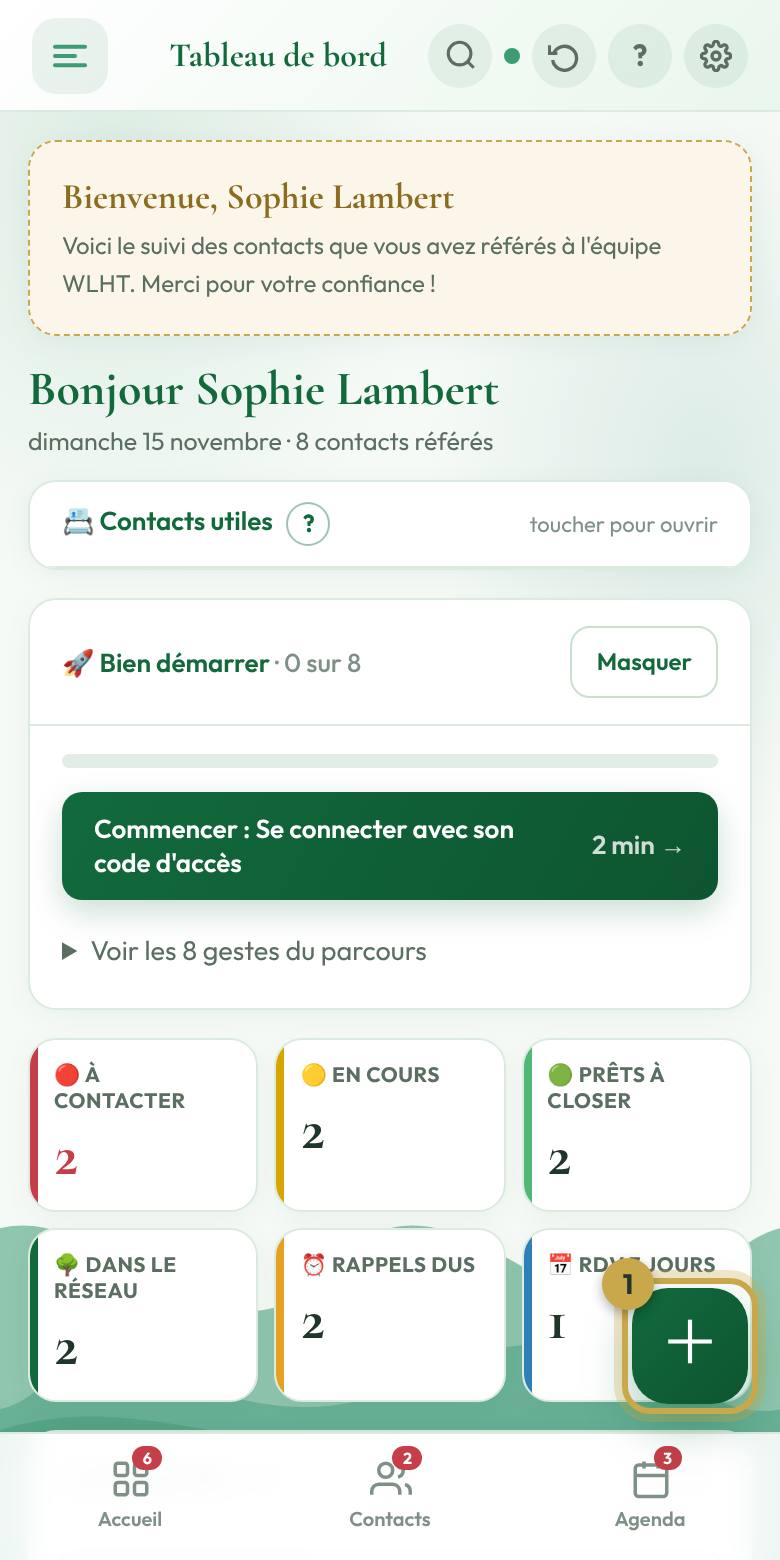 Tableau de bord
?
Bienvenue, Sophie Lambert
Voici le suivi des contacts que vous avez référés à l'équipe
WLHT. Merci pour votre confiance !
Bonjour Sophie Lambert
dimanche 15 novembre · 8 contacts référés
Contacts utiles ? toucher pour ouvrir
Bien démarrer · 0 sur 8 Masquer
Commencer : Se connecter avec son
code d'accès
2 min →
Voir les 8 gestes du parcours
À
CONTACTER
2
EN COURS
2
PRÊTS À
CLOSER
2
DANS LE
RÉSEAU
2
RAPPELS DUS
2
JOURS
1
1
6
Accueil
2
Contacts
3
Agenda